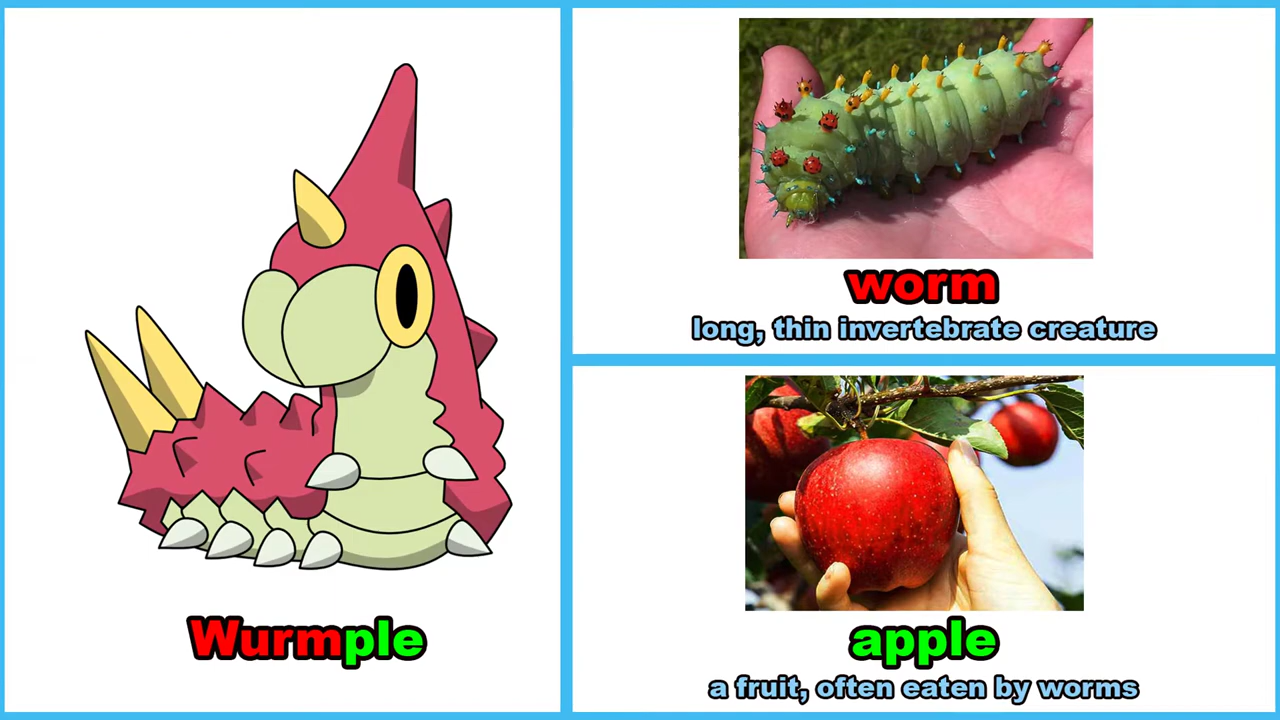 worm
long, thin invertebrate creature
Wurmple
apple
a fruit, often eaten by worms